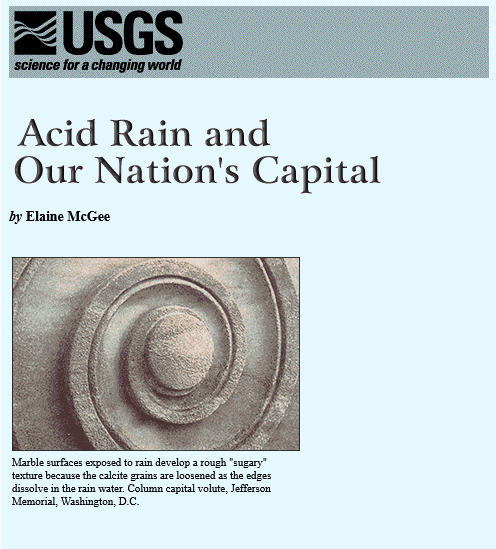 USGS
science for a changing world
Acid Rain and
Our Nation's Capital
by Elaine McGee
Marble surfaces exposed to rain develop a rough "sugary"
texture because the calcite grains are loosened as the edges
dissolve in the rain water. Column capital volute, Jefferson
Memorial, Washington, D.C.